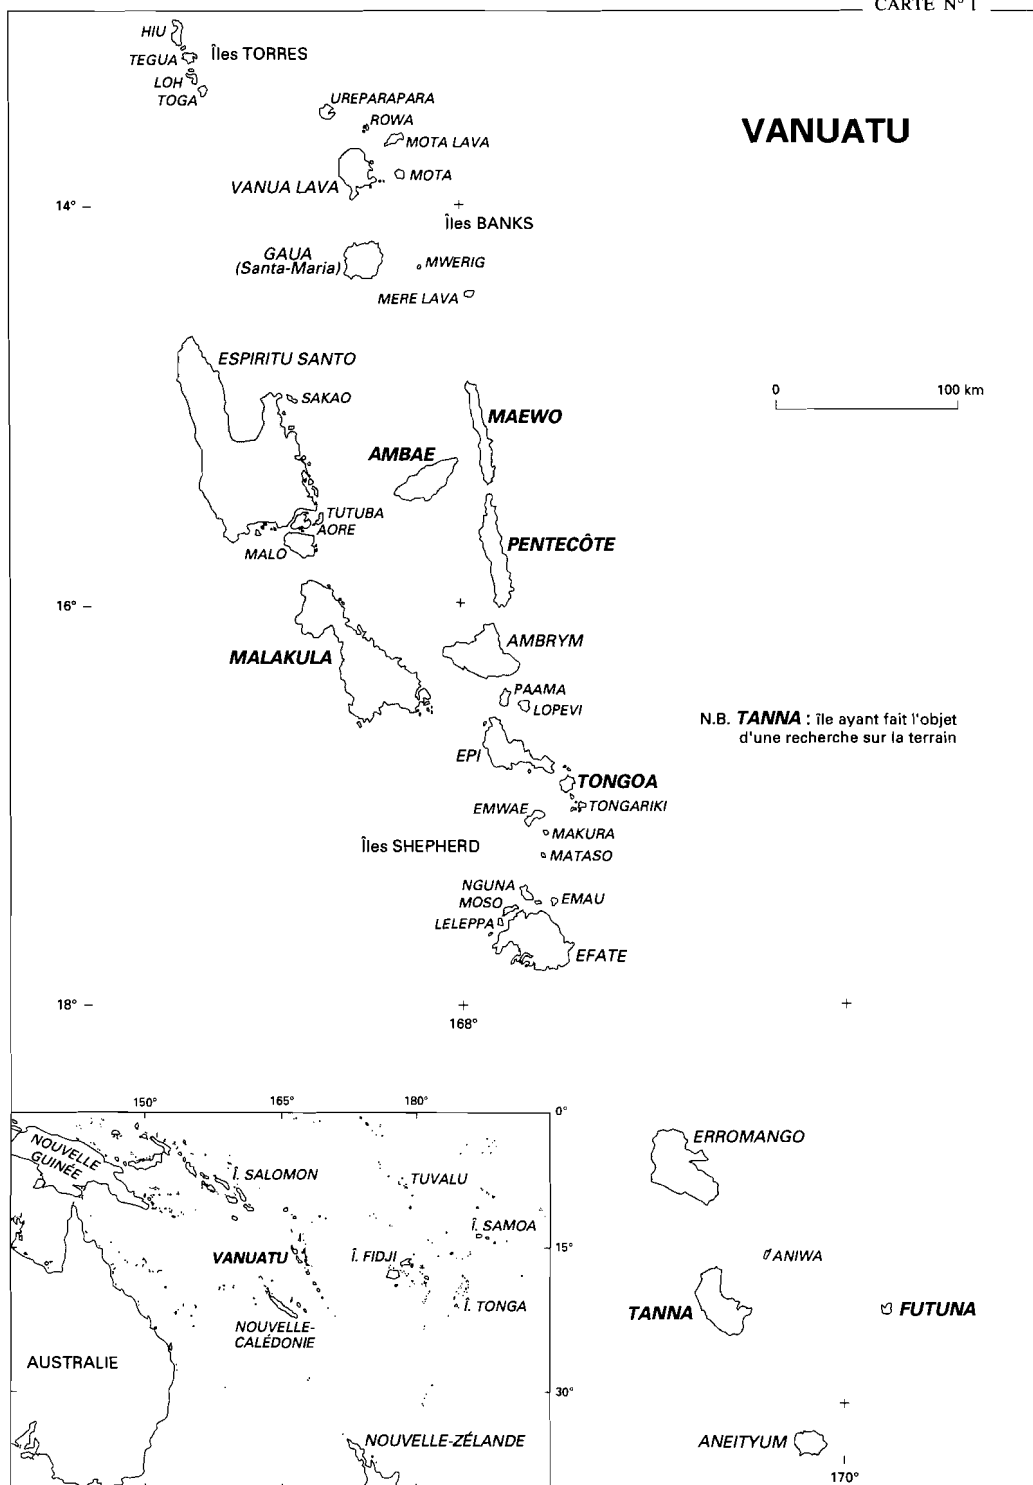 CARTE N° 1
HIU
TEGUA
Îles TORRES
LOH
TOGA
UREPARAPARA
ROWA
MOTA LAVA
VANUATU
VANUA LAVA
MOTA
14°
Îles BANKS
GAUA
(Santa-Maria)
MWERIG
MERE LAVA
ESPIRITU SANTO
SAKAO
0 100 km
MAEWO
AMBAE
TUTUBA
AORE
MALO
PENTECÔTE
16°
AMBRYM
MALAKULA
PAAMA
LOPEVI
N.B. TANNA : île ayant fait l'objet
d'une recherche sur la terrain
EPI
TONGOA
EMWAE
TONGARIKI
MAKURA
Îles SHEPHERD
MATASO
NGUNA
MOSO
EMAU
LELEPPA
EFATE
18°
168°
150° 165° 180° 0°
NOUVELLE
GUINÉE
Î. SALOMON
TUVALU
Î. SAMOA
VANUATU
Î. FIDJI
15°
Î. TONGA
NOUVELLE-
CALÉDONIE
AUSTRALIE
30°
NOUVELLE-ZÉLANDE
ERROMANGO
ANIWA
TANNA
FUTUNA
ANEITYUM
170°